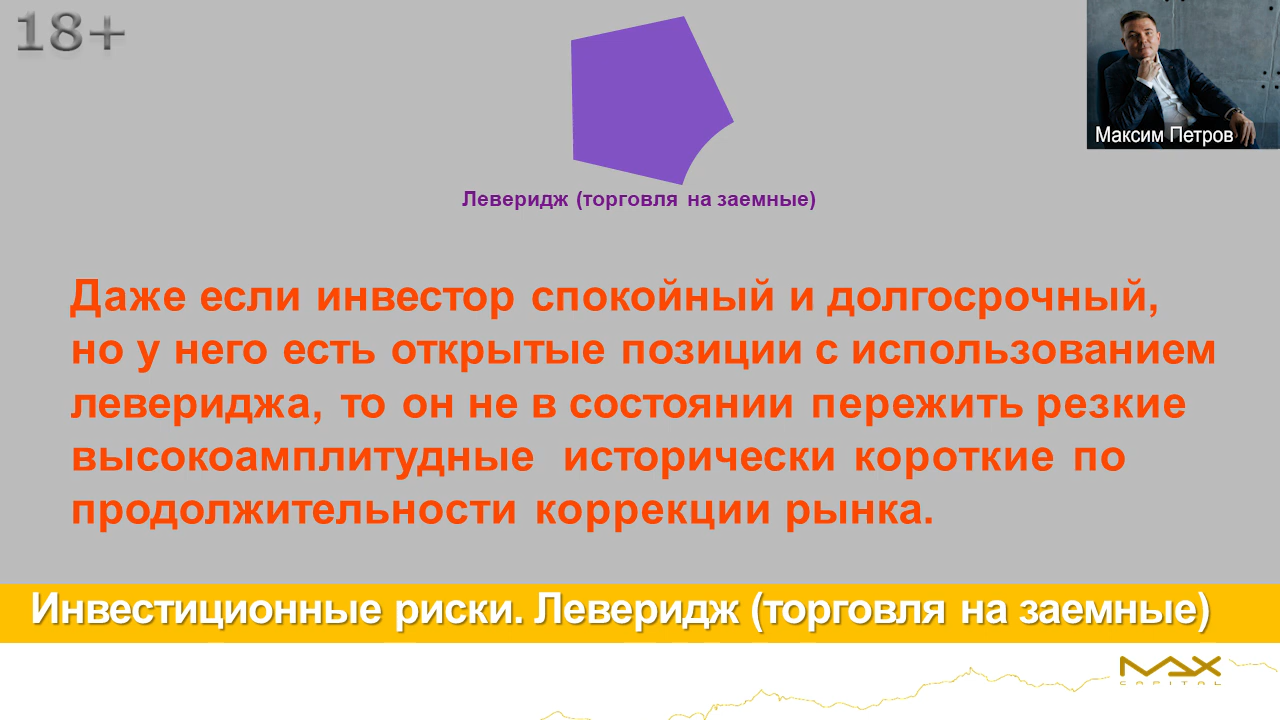 18+
Максим Петров
Леверидж (торговля на заемные)
Даже если инвестор спокойный и долгосрочный,
но у него есть открытые позиции с использованием
левериджа, то он не в состоянии пережить резкие
высокоамплитудные исторически короткие по
продолжительности коррекции рынка.
Инвестиционные риски. Леверидж (торговля на заемные)
MAX
CAPITAL